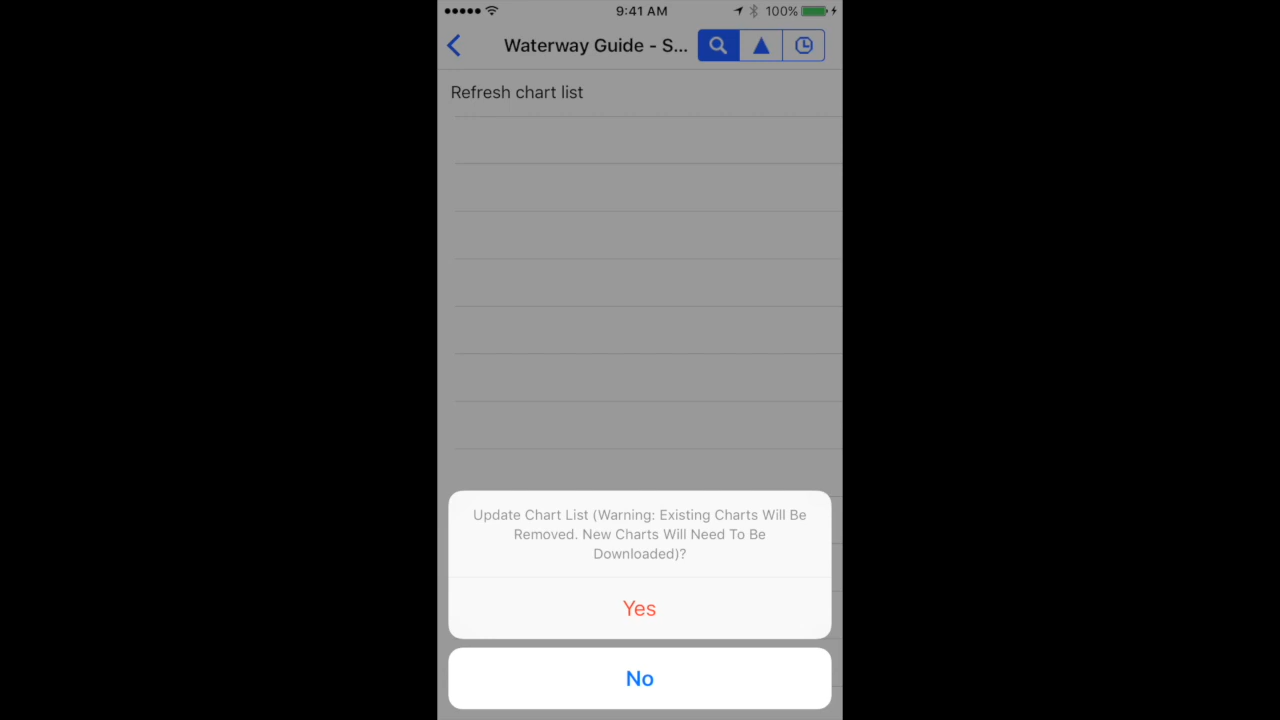 9:41 AM
100%
Waterway Guide - S...
Refresh chart list
Update Chart List (Warning: Existing Charts Will Be
Removed. New Charts Will Need To Be
Downloaded)?
Yes
No